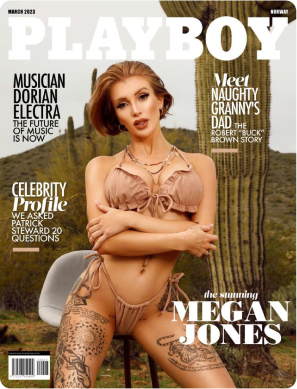 MARCH 2023
NORWAY
PLAYBOY
MUSICIAN
DORIAN
ELECTRA
THE FUTURE
OF MUSIC
IS NOW
Meet
NAUGHTY
GRANNY'S
DAD THE
ROBERT "BUCK"
BROWN STORY
CELEBRITY
Profile
WE ASKED
PATRICK
STEWARD 20
QUESTIONS
the stunning
MEGAN
JONES